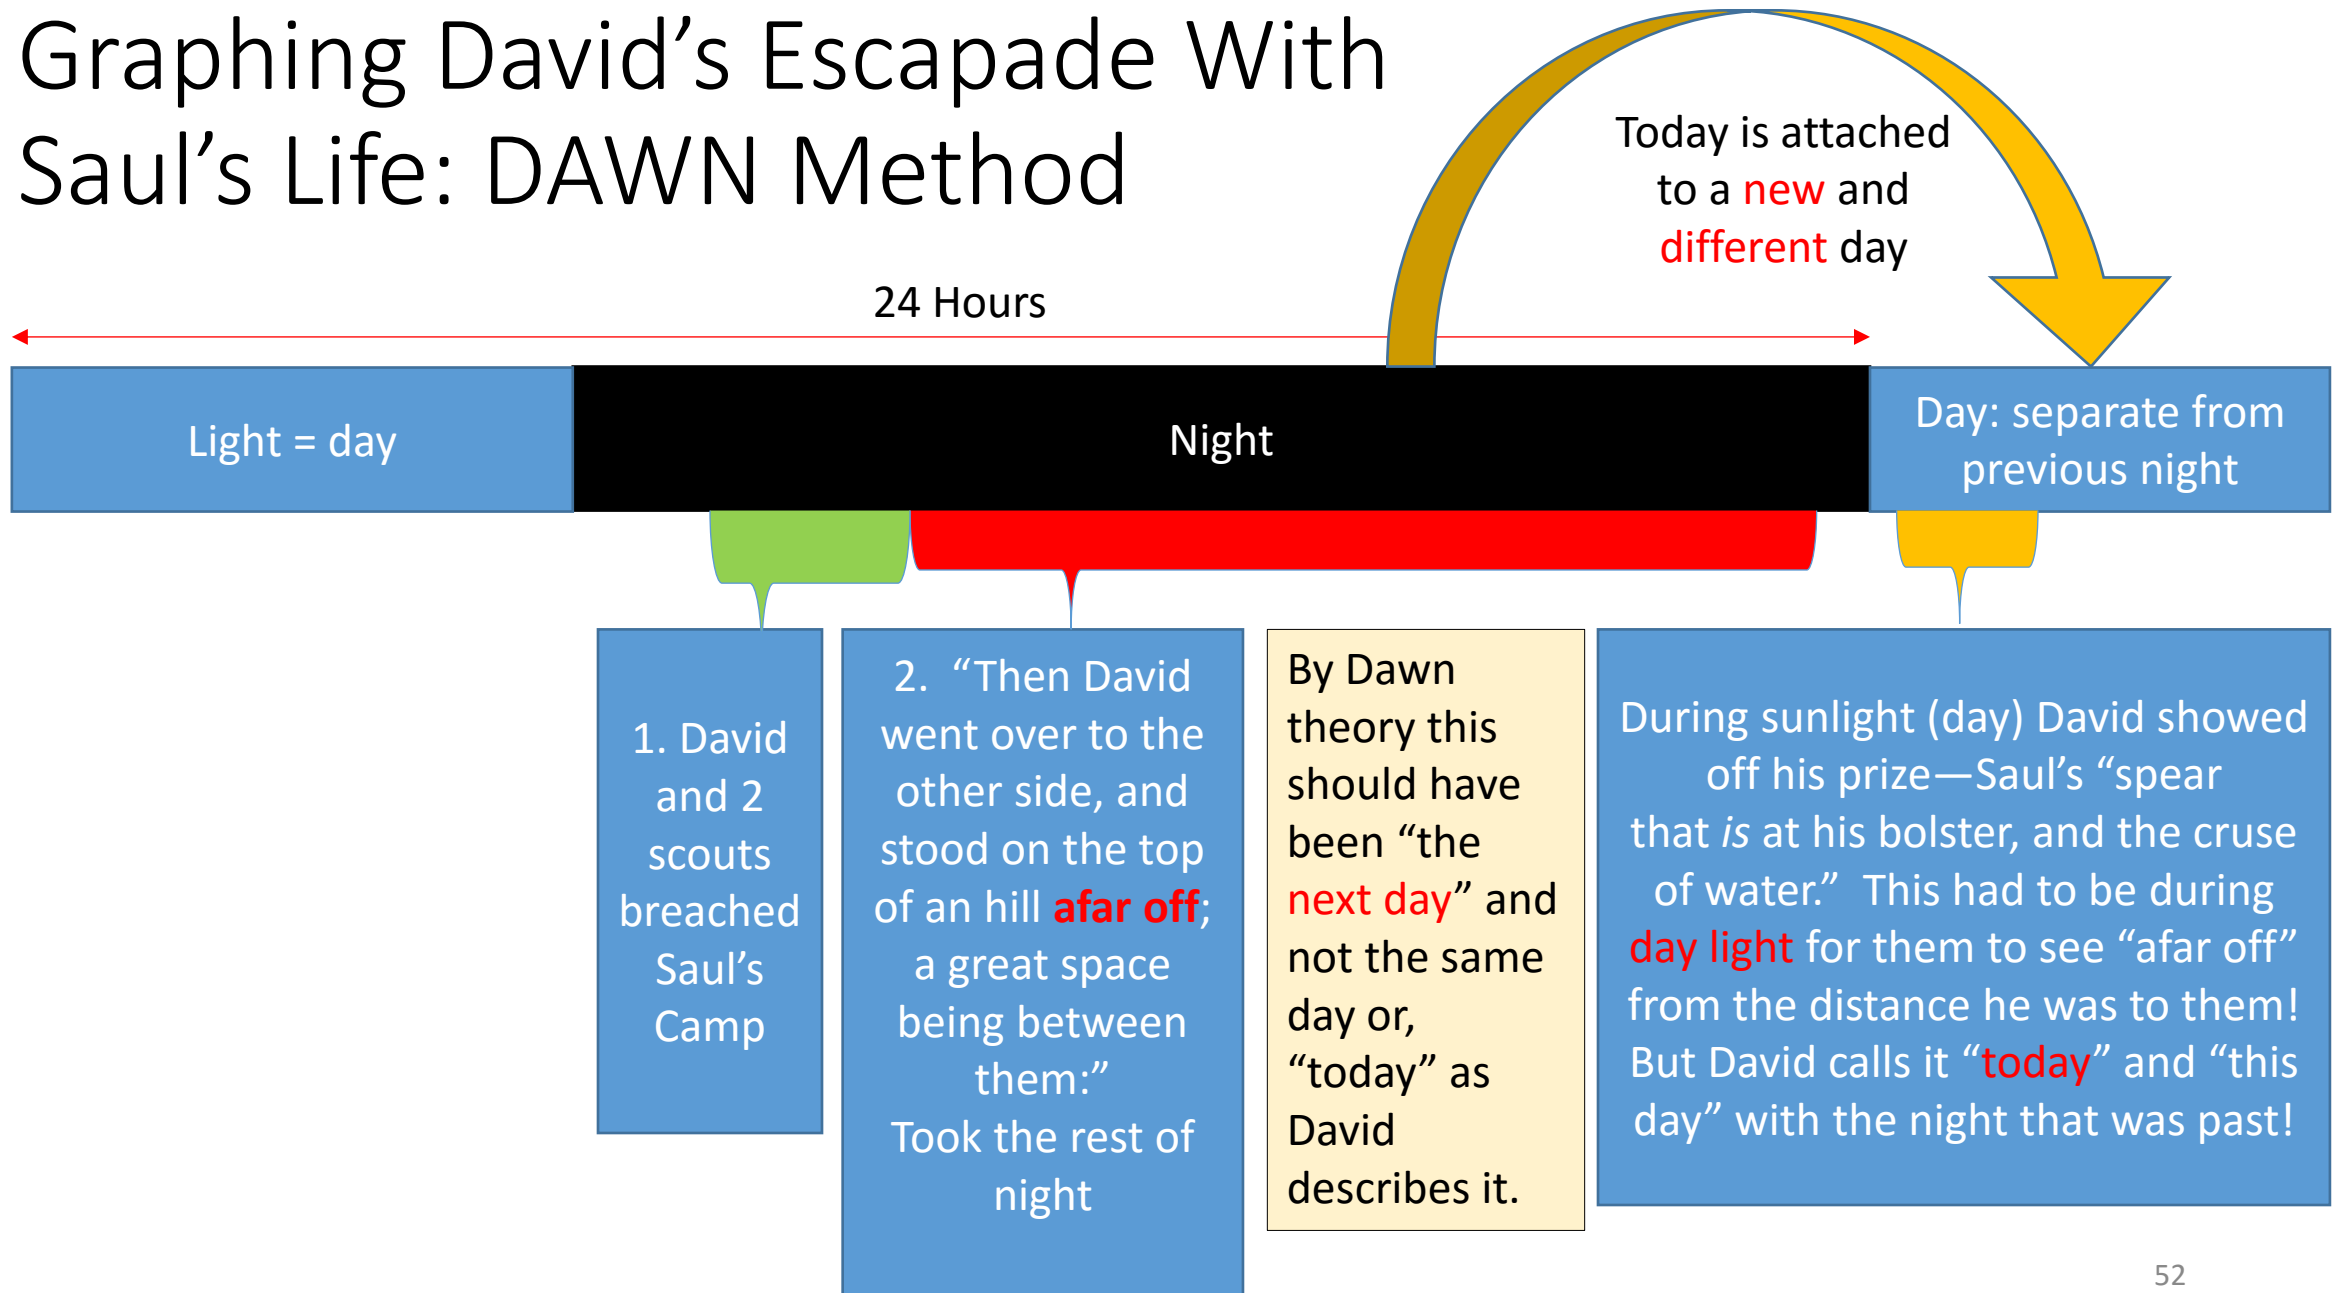 Graphing David’s Escapade With
Saul’s Life: DAWN Method
Today is attached
to a new and
different day
24 Hours
Light = day
Night
Day: separate from
previous night
1. David
and 2
scouts
breached
Saul’s
Camp
2. “Then David
went over to the
other side, and
stood on the top
of an hill afar off;
a great space
being between
them:”
Took the rest of
night
By Dawn
theory this
should have
been “the
next day” and
not the same
day or,
“today” as
David
describes it.
During sunlight (day) David showed
off his prize—Saul’s “spear
that is at his bolster, and the cruse
of water.” This had to be during
day light for them to see “afar off”
from the distance he was to them!
But David calls it “today” and “this
day” with the night that was past!
52